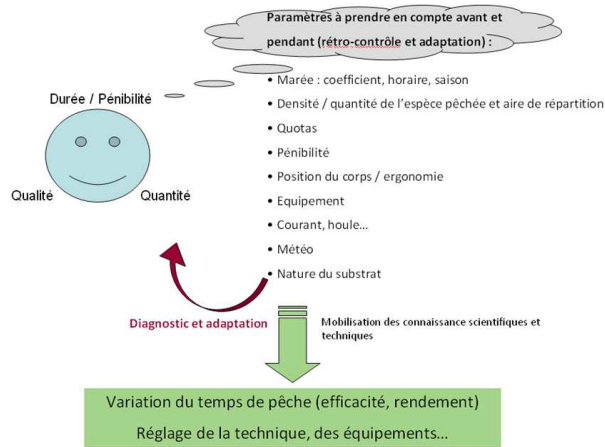 Paramètres à prendre en compte avant et
pendant (rétro-contrôle et adaptation) :
• Marée : coefficient, horaire, saison
Durée / Pénibilité
• Densité / quantité de l'espèce pêchée et aire de répartition
• Quotas
• Pénibilité
• Position du corps / ergonomie
Qualité
Quantité
• Equipement
• Courant, houle...
• Météo
• Nature du substrat
Diagnostic et adaptation
Mobilisation des connaissance scientifiques et
techniques
Variation du temps de pêche (efficacité, rendement)
Réglage de la technique, des équipements...